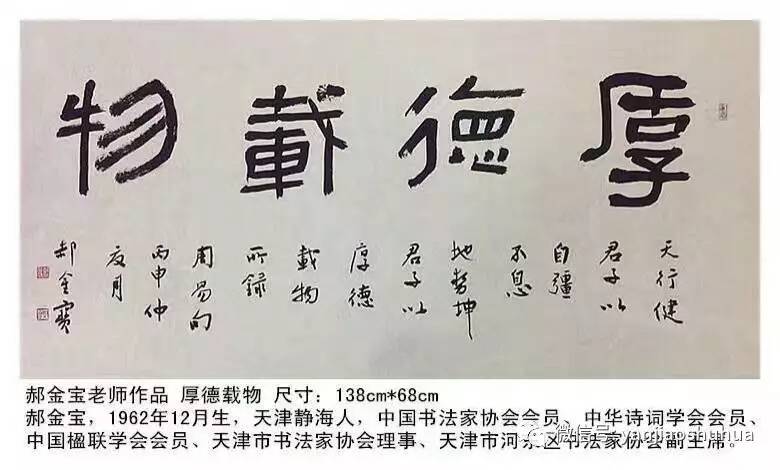 厚德載物
天行健
君子以
自彊
不息
地勢坤
君子以
厚德
載物
所録
周易句
丙申仲
夏月
郝金寶
郝金宝老师作品 厚德载物 尺寸：138cm*68cm
郝金宝，1962年12月生，天津静海人，中国书法家协会会员、中华诗词学会会员、
中国楹联学会会员、天津市书法家协会理事、天津市河东区书法家协会副主席。
微信号: